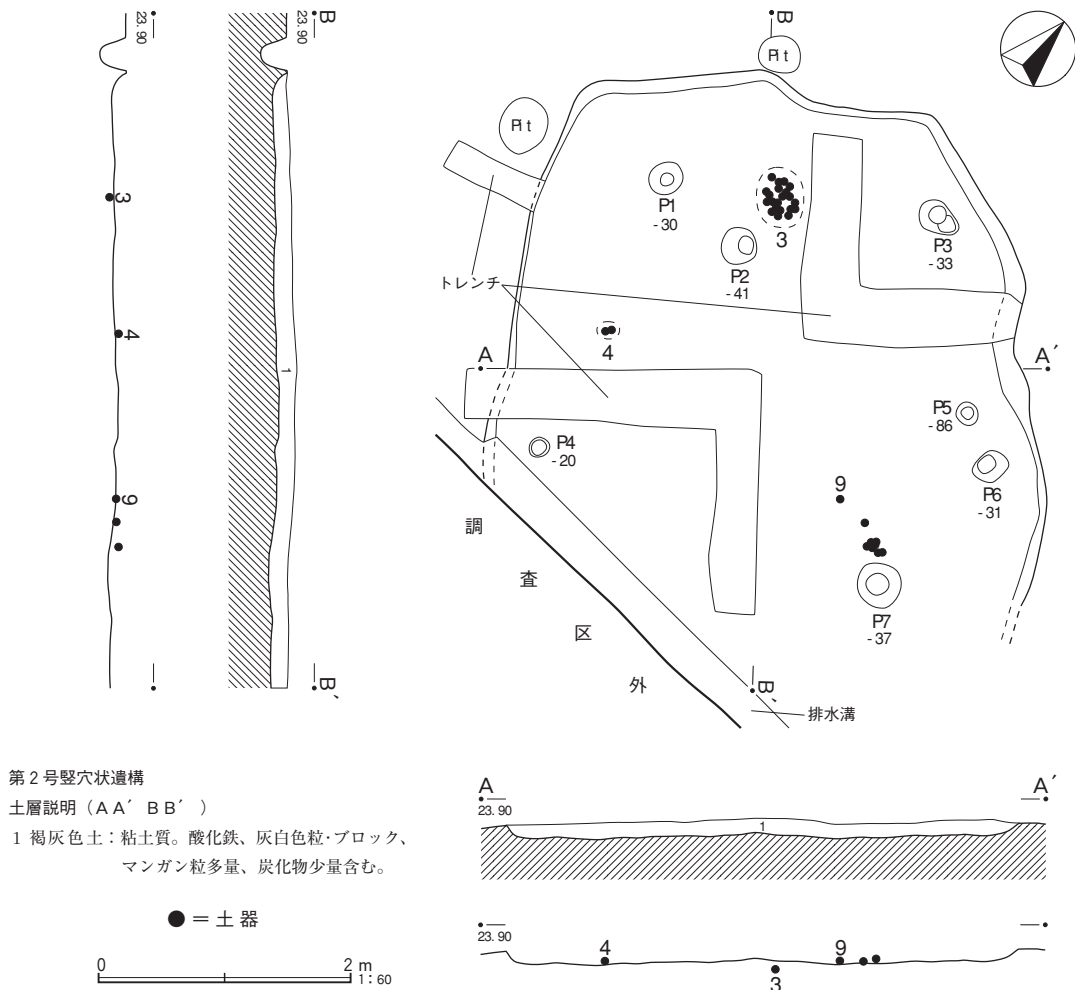 B
23.90
3
4
9
B
23.90
1
B′
B
Pit
Pit
P1
-30
3
P2
-41
P3
-33
トレンチ
4
A
A′
P4
-20
P5
-86
P6
-31
9
P7
-37
調
査
区
外
B′
排水溝
第2号竪穴状遺構
土層説明（AA′ BB′ ）
1 褐灰色土：粘土質。酸化鉄、灰白色粒・ブロック、
マンガン粒多量、炭化物少量含む。
●＝土器
0 2 m
1：60
A A′
23.90
1
23.90
4 9
3